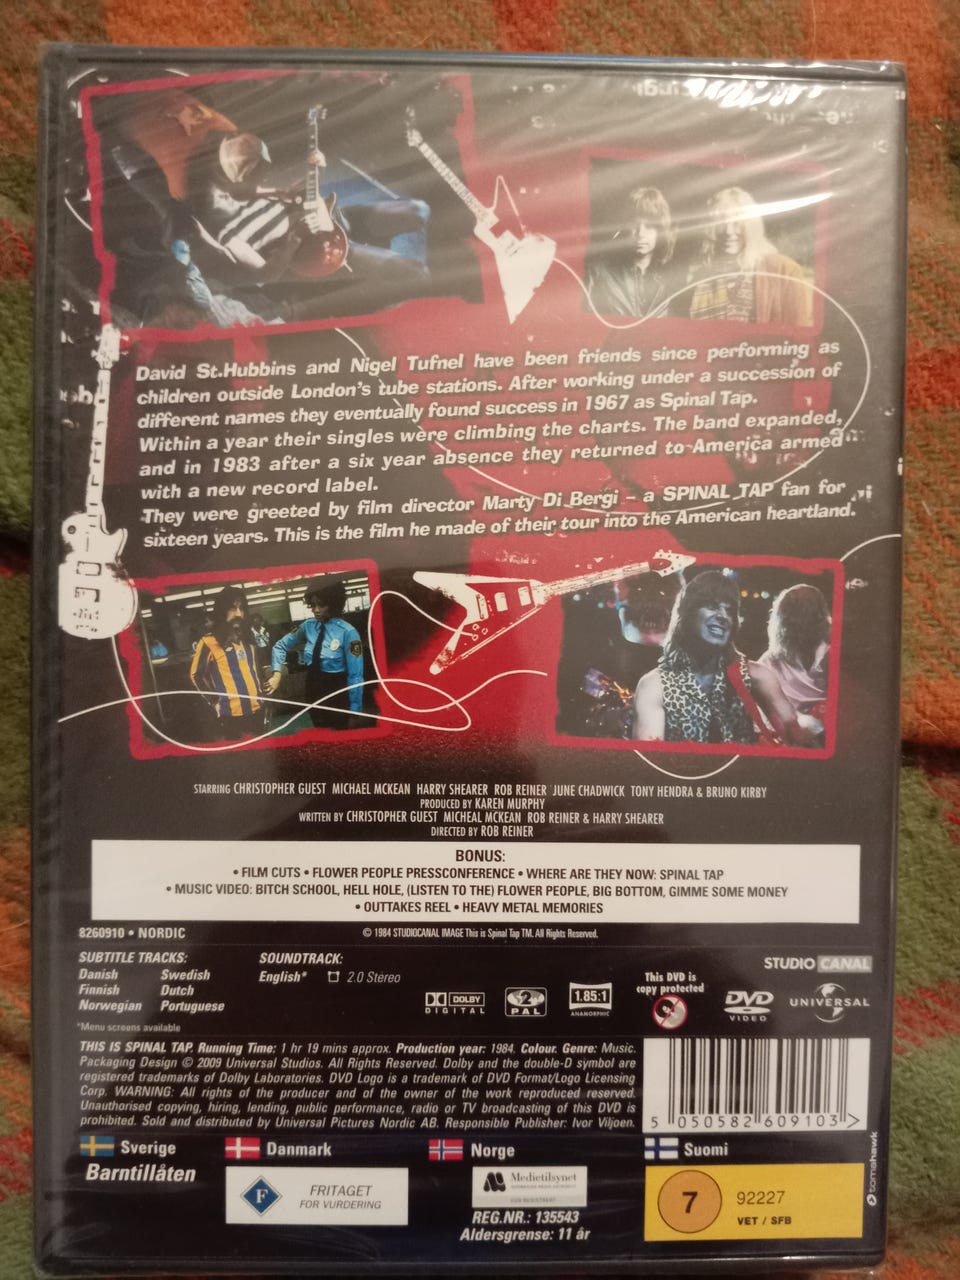 David St.Hubbins and Nigel Tufnel have been friends since performing as
children outside London's tube stations. After working under a succession of
different names they eventually found success in 1967 as Spinal Tap.
Within a year their singles were climbing the charts. The band expanded,
and in 1983 after a six year absence they returned to America armed
with a new record label.
They were greeted by film director Marty Di Bergi – a SPINAL TAP fan for
sixteen years. This is the film he made of their tour into the American heartland.
STARRING CHRISTOPHER GUEST MICHAEL MCKEAN HARRY SHEARER ROB REINER JUNE CHADWICK TONY HENDRA & BRUNO KIRBY
PRODUCED BY KAREN MURPHY
WRITTEN BY CHRISTOPHER GUEST MICHEAL MCKEAN ROB REINER & HARRY SHEARER
DIRECTED BY ROB REINER
BONUS:
• FILM CUTS • FLOWER PEOPLE PRESSCONFERENCE • WHERE ARE THEY NOW: SPINAL TAP
• MUSIC VIDEO: BITCH SCHOOL, HELL HOLE, (LISTEN TO THE) FLOWER PEOPLE, BIG BOTTOM, GIMME SOME MONEY
• OUTTAKES REEL • HEAVY METAL MEMORIES
8260910 • NORDIC
© 1984 STUDIOCANAL IMAGE This is Spinal Tap TM. All Rights Reserved.
SUBTITLE TRACKS:
Danish Swedish
Finnish Dutch
Norwegian Portuguese
*Menu screens available
SOUNDTRACK:
English* 2.0 Stereo
DOLBY
DIGITAL
2
PAL
1.85:1
ANAMORPHIC
This DVD is
copy protected
DVD
VIDEO
STUDIO CANAL
UNIVERSAL
THIS IS SPINAL TAP. Running Time: 1 hr 19 mins approx. Production year: 1984. Colour. Genre: Music.
Packaging Design © 2009 Universal Studios. All Rights Reserved. Dolby and the double-D symbol are
registered trademarks of Dolby Laboratories. DVD Logo is a trademark of DVD Format/Logo Licensing
Corp. WARNING: All rights of the producer and of the owner of the work reproduced reserved.
Unauthorised copying, hiring, lending, public performance, radio or TV broadcasting of this DVD is
prohibited. Sold and distributed by Universal Pictures Nordic AB. Responsible Publisher: Ivor Viljoen.
5 050582 609103 >
Sverige
Barntillåten
Danmark
F
FRITAGET
FOR VURDERING
Norge
Medietilsynet
REG.NR.: 135543
Aldersgrense: 11 år
Suomi
7
92227
VET / SFB
tomahawk